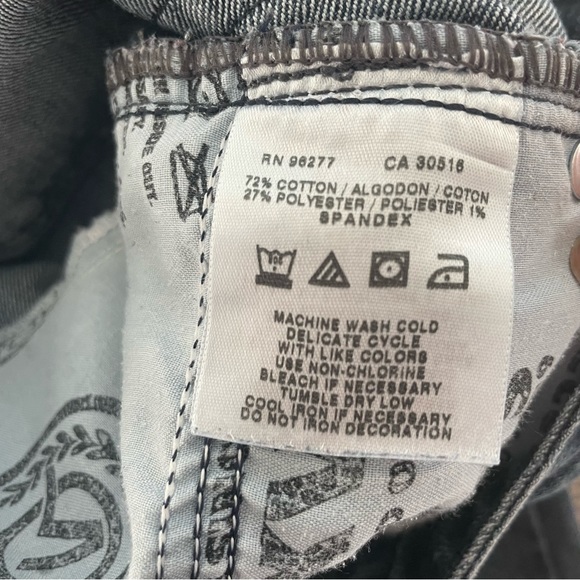 RN 96277 CA 30516
72% COTTON / ALGODON / COTON
27% POLYESTER / POLIESTER 1%
SPANDEX
MACHINE WASH COLD
DELICATE CYCLE
WITH LIKE COLORS
USE NON-CHLORINE
BLEACH IF NECESSARY
TUMBLE DRY LOW
COOL IRON IF NECESSARY
DO NOT IRON DECORATION